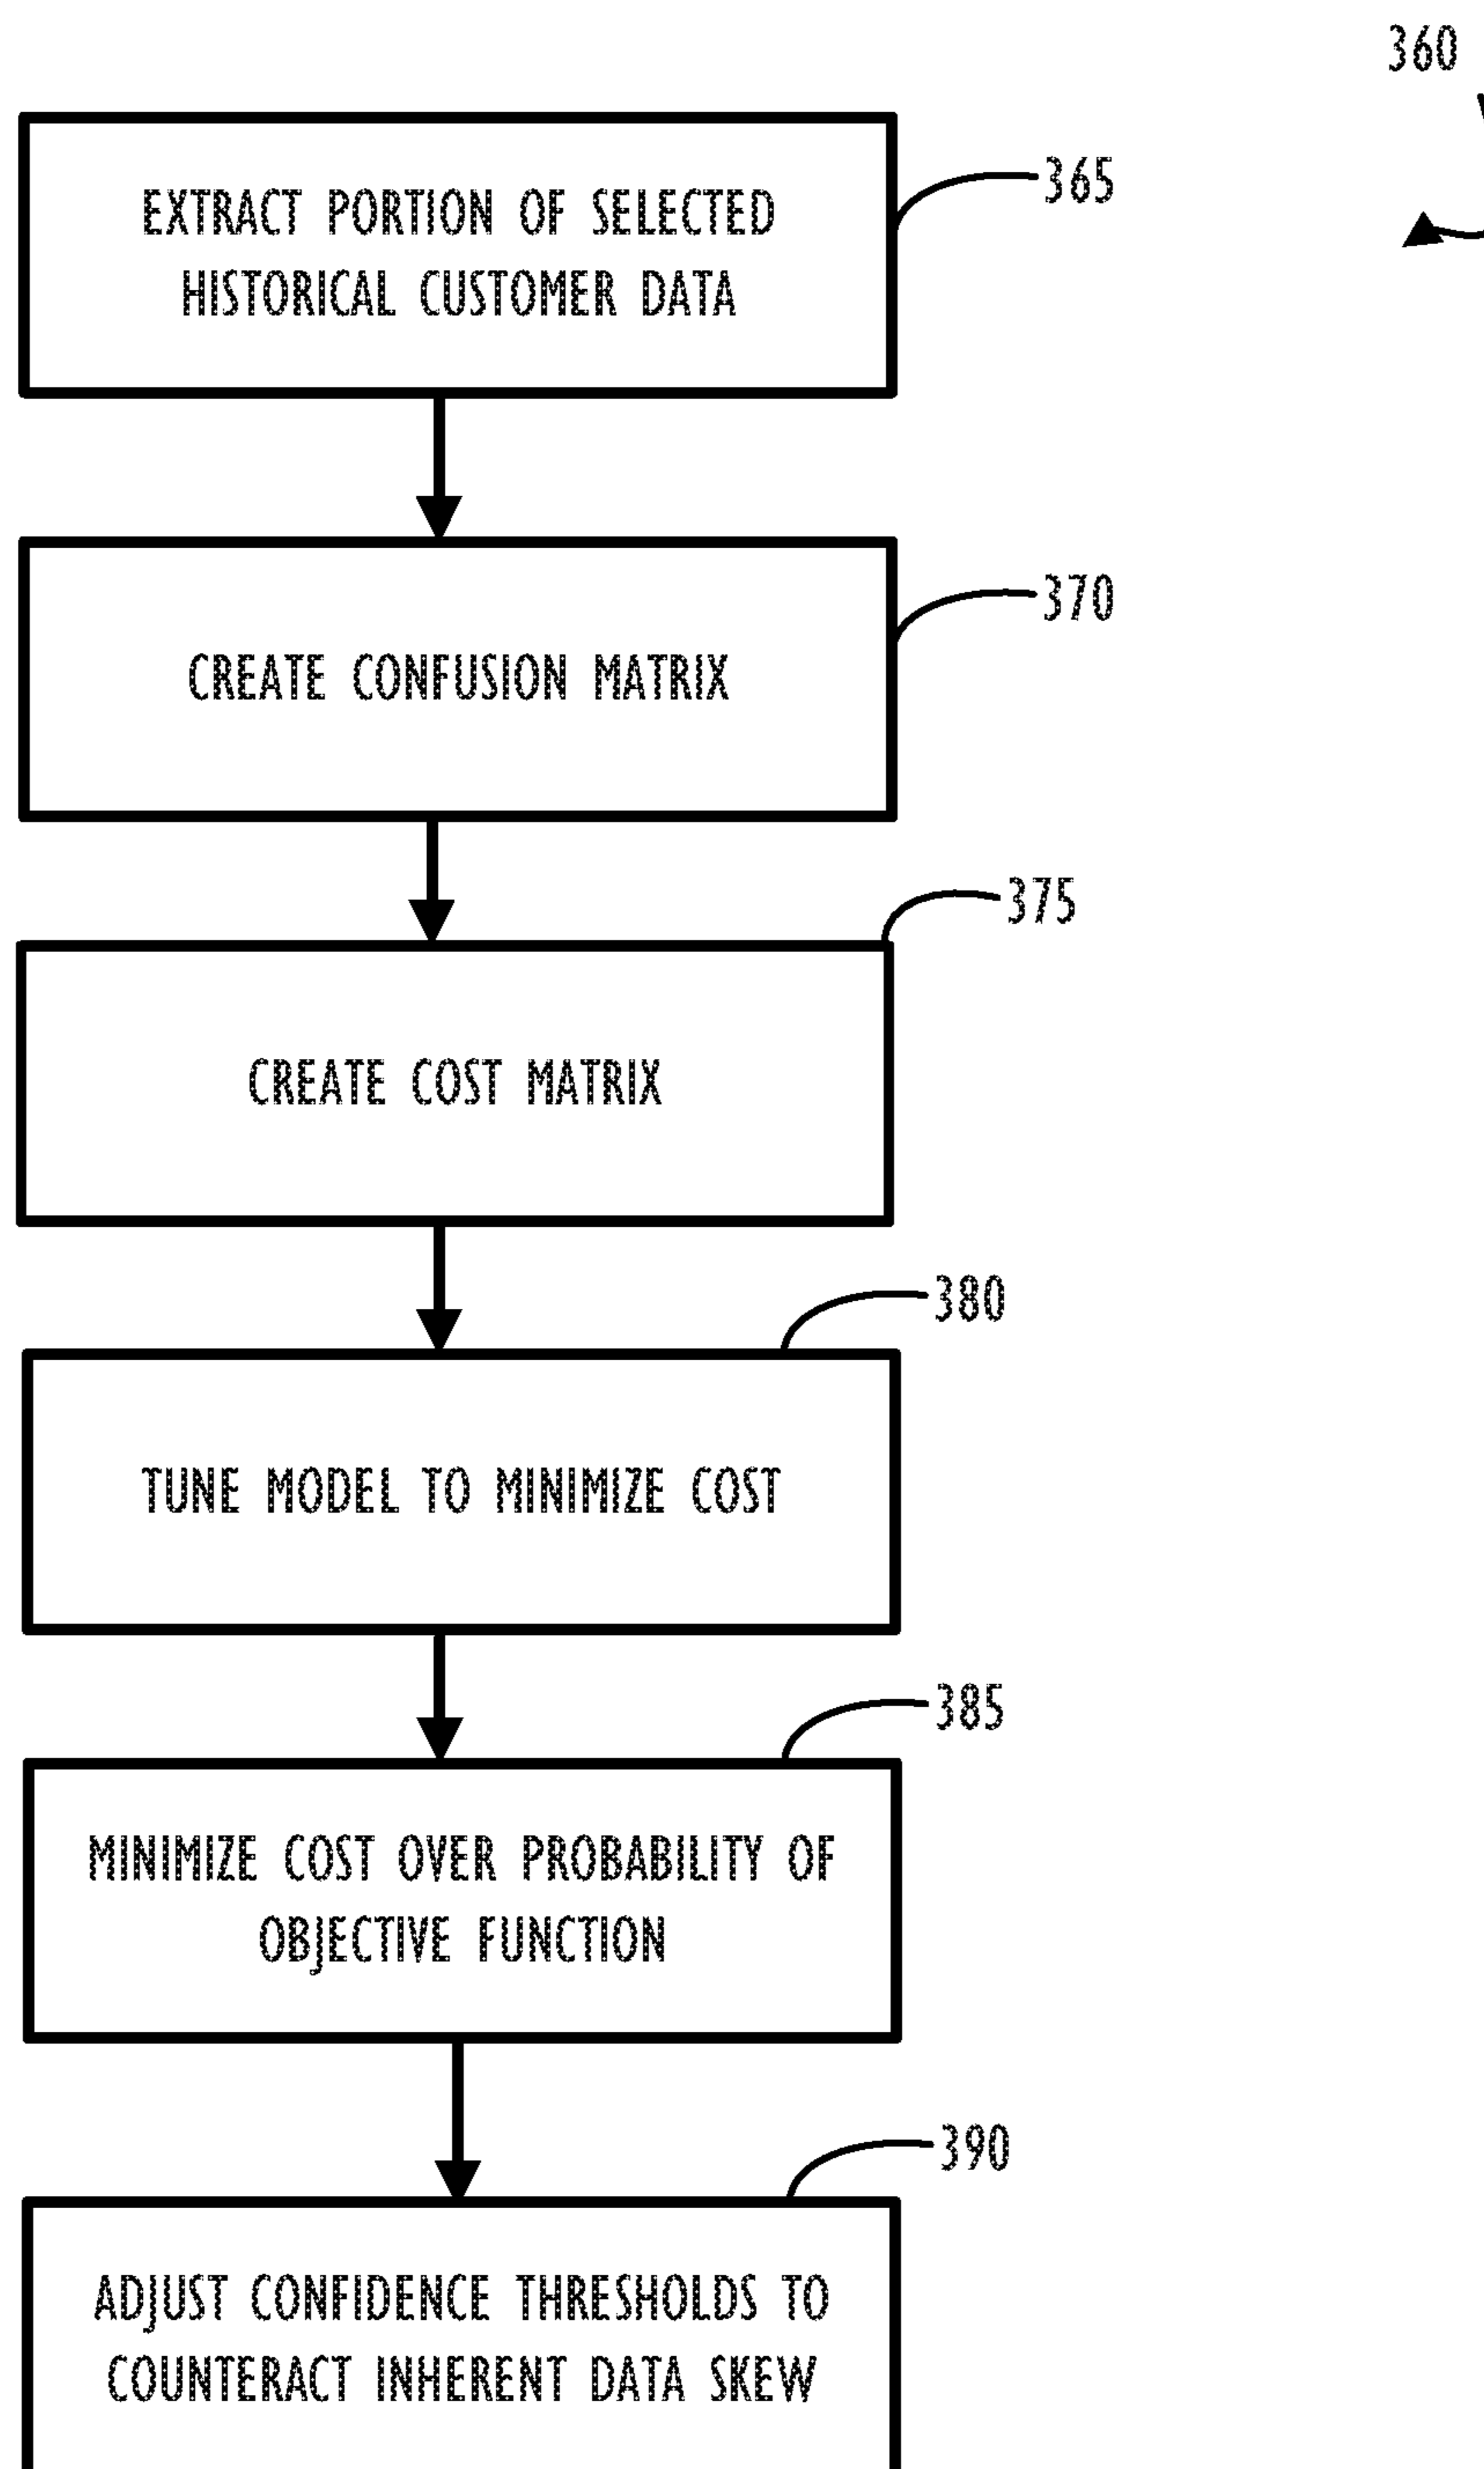 360
365
EXTRACT PORTION OF SELECTED
HISTORICAL CUSTOMER DATA
370
CREATE CONFUSION MATRIX
375
CREATE COST MATRIX
380
TUNE MODEL TO MINIMIZE COST
385
MINIMIZE COST OVER PROBABILITY OF
OBJECTIVE FUNCTION
390
ADJUST CONFIDENCE THRESHOLDS TO
COUNTERACT INHERENT DATA SKEW